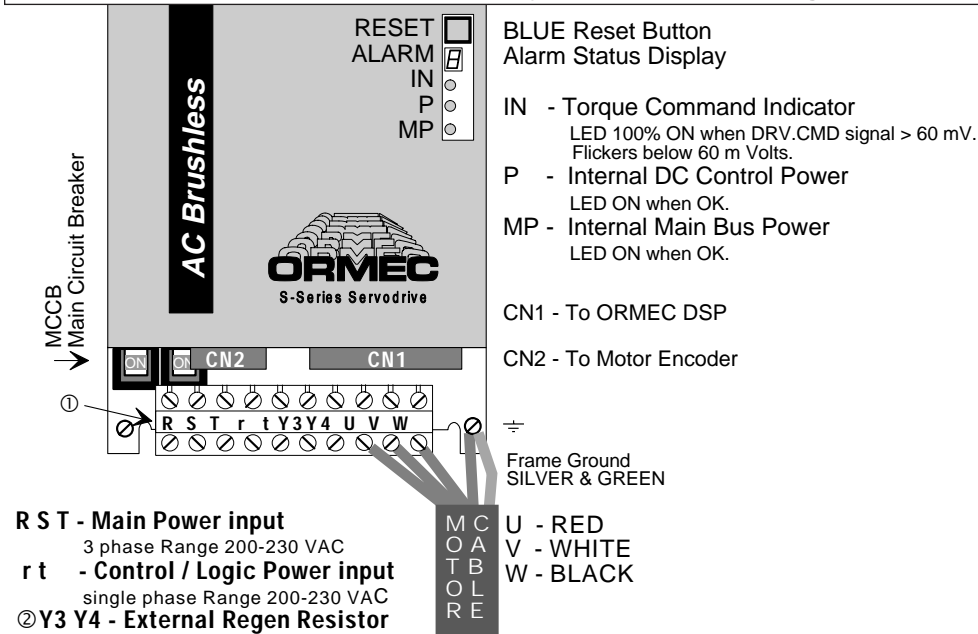 RESET
ALARM
IN
P
MP
BLUE Reset Button
Alarm Status Display
IN - Torque Command Indicator
LED 100% ON when DRV.CMD signal > 60 mV.
Flickers below 60 m Volts.
P - Internal DC Control Power
LED ON when OK.
MP - Internal Main Bus Power
LED ON when OK.
CN1 - To ORMEC DSP
CN2 - To Motor Encoder
AC Brushless
ORMEC
S-Series Servodrive
MCCB
Main Circuit Breaker
ON
ON
CN2
CN1
①
R S T r t Y3 Y4 U V W
Frame Ground
SILVER & GREEN
MOTOR
CABLE
U - RED
V - WHITE
W - BLACK
R S T - Main Power input
3 phase Range 200-230 VAC
r t - Control / Logic Power input
single phase Range 200-230 VAC
②Y3 Y4 - External Regen Resistor